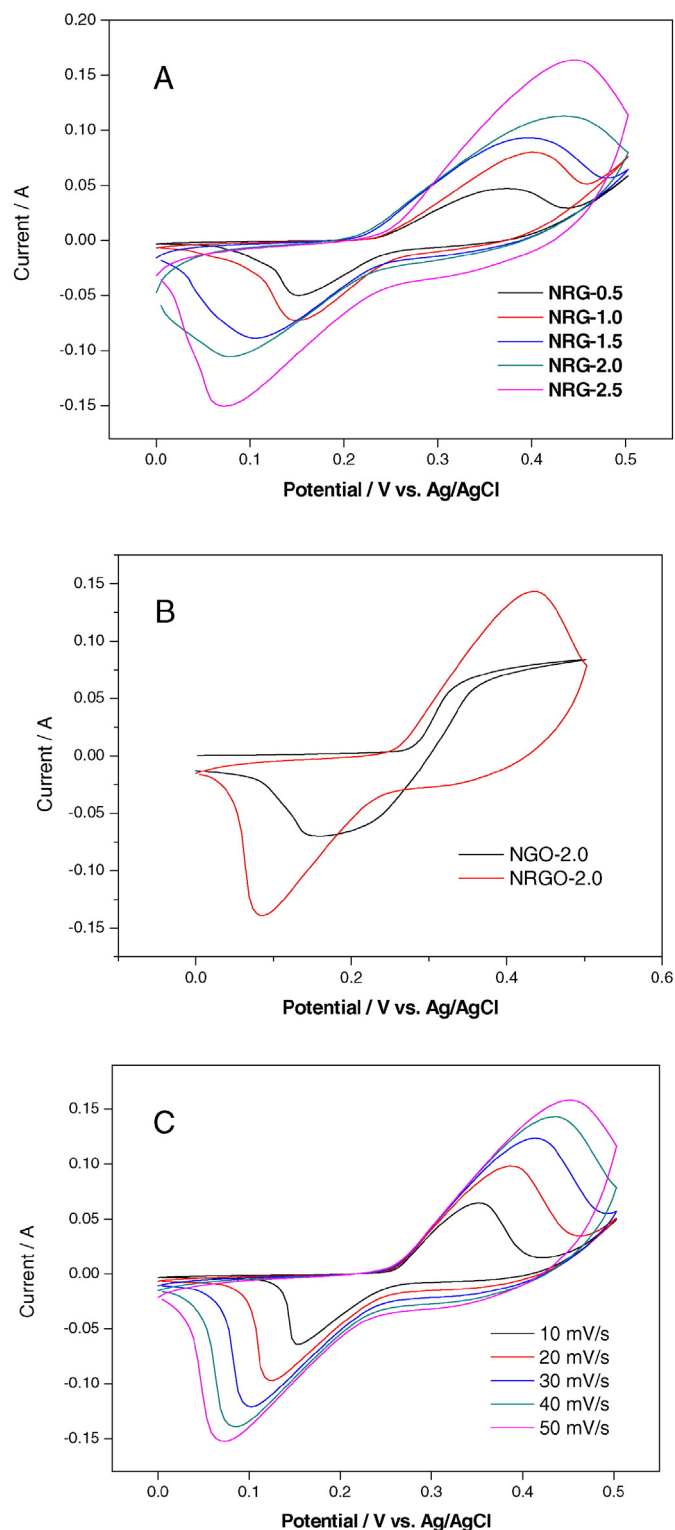 A
0.20
0.15
0.10
0.05
0.00
-0.05
-0.10
-0.15
Current / A
NRG-0.5
NRG-1.0
NRG-1.5
NRG-2.0
NRG-2.5
0.0 0.1 0.2 0.3 0.4 0.5
Potential / V vs. Ag/AgCl
B
0.15
0.10
0.05
0.00
-0.05
-0.10
-0.15
Current / A
NGO-2.0
NRGO-2.0
0.0 0.2 0.4 0.6
Potential / V vs. Ag/AgCl
C
0.15
0.10
0.05
0.00
-0.05
-0.10
-0.15
Current / A
10 mV/s
20 mV/s
30 mV/s
40 mV/s
50 mV/s
0.0 0.1 0.2 0.3 0.4 0.5
Potential / V vs. Ag/AgCl